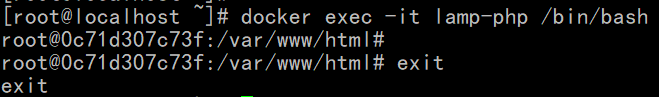 [root@localhost ~]# docker exec -it lamp-php /bin/bash
root@0c71d307c73f:/var/www/html#
root@0c71d307c73f:/var/www/html# exit
exit